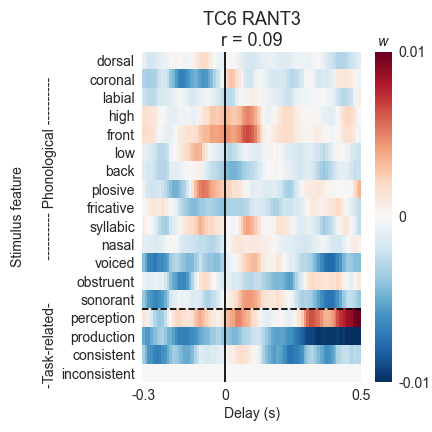 TC6 RANT3
r = 0.09
w
dorsal
coronal
labial
high
front
low
back
plosive
fricative
syllabic
nasal
voiced
obstruent
sonorant
perception
production
consistent
inconsistent
Stimulus feature
---------- Phonological ----------
-Task-related-
-0.3 0 0.5
Delay (s)
0.01
0
-0.01